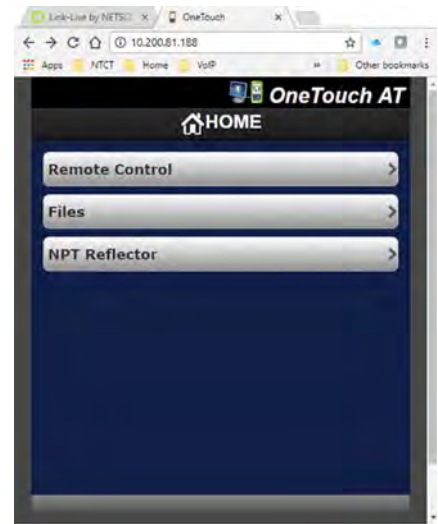 Link-Live by NETSC OneTouch
10.200.81.188
Apps NTCT Home VoIP » Other bookmarks
OneTouch AT
HOME
Remote Control
Files
NPT Reflector